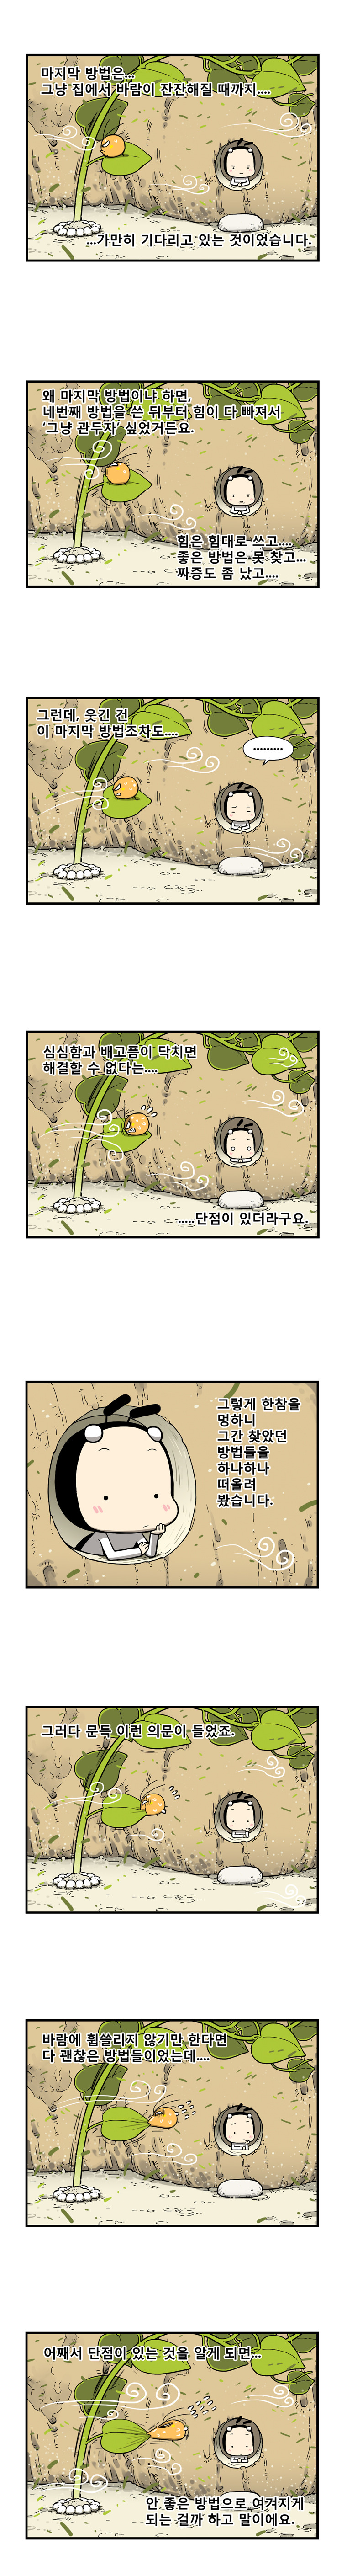 마지막 방법은...
그냥 집에서 바람이 잔잔해질 때까지....
...가만히 기다리고 있는 것이었습니다.
왜 마지막 방법이냐 하면,
네번째 방법을 쓴 뒤부터 힘이 다 빠져서
'그냥 관두자' 싶었거든요.
힘은 힘대로 쓰고....
좋은 방법은 못 찾고...
짜증도 좀 났고....
그런데, 웃긴 건
이 마지막 방법조차도....
.........
심심함과 배고픔이 닥치면
해결할 수 없다는....
.....단점이 있더라구요.
그렇게 한참을
멍하니
그간 찾았던
방법들을
하나하나
떠올려
봤습니다.
그러다 문득 이런 의문이 들었죠.
바람에 휩쓸리지 않기만 한다면
다 괜찮은 방법들이었는데....
어째서 단점이 있는 것을 알게 되면...
안 좋은 방법으로 여겨지게
되는 걸까 하고 말이에요.